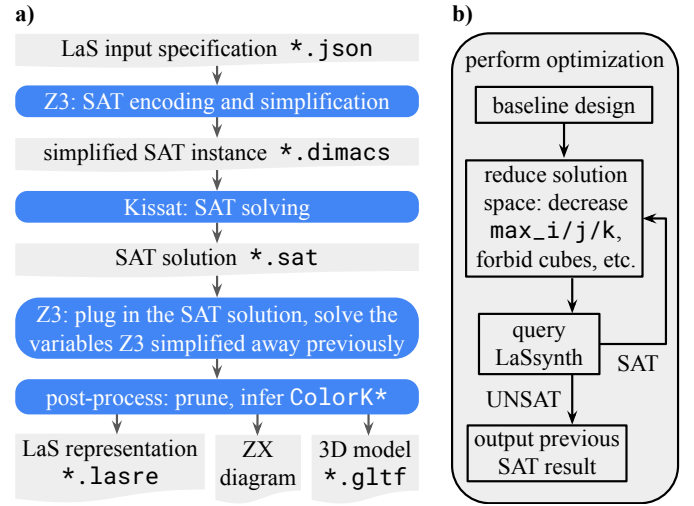 a)
LaS input specification *.json
Z3: SAT encoding and simplification
simplified SAT instance *.dimacs
Kissat: SAT solving
SAT solution *.sat
Z3: plug in the SAT solution, solve the
variables Z3 simplified away previously
post-process: prune, infer ColorK*
LaS representation
*.lasre
ZX
diagram
3D model
*.gltf
b)
perform optimization
baseline design
reduce solution
space: decrease
max_i/j/k,
forbid cubes, etc.
query
LaSsynth
SAT
UNSAT
output previous
SAT result